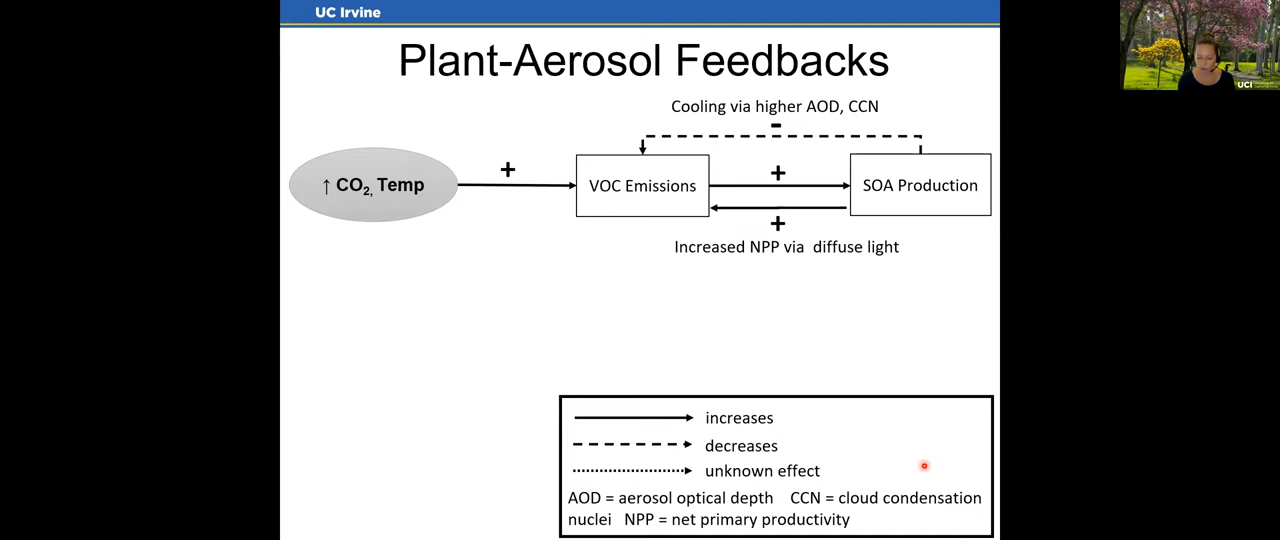 UC Irvine
Plant-Aerosol Feedbacks
Cooling via higher AOD, CCN
-
+
↑ CO2, Temp
VOC Emissions
+
SOA Production
+
Increased NPP via diffuse light
increases
decreases
unknown effect
AOD = aerosol optical depth CCN = cloud condensation
nuclei NPP = net primary productivity
UCI